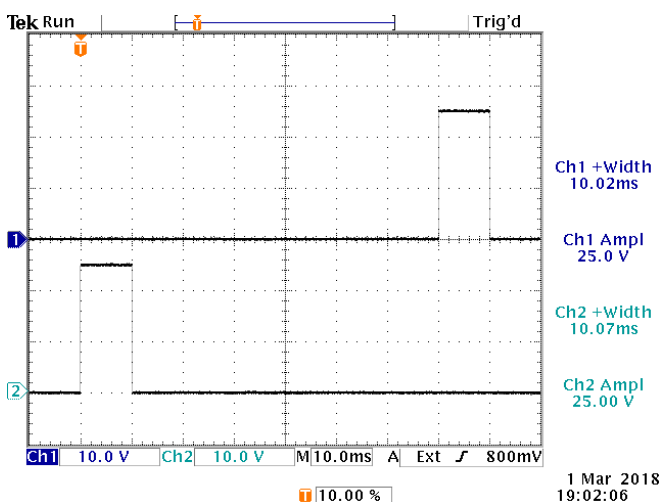 Tek Run Trig'd
T
T
Ch1 +Width
10.02ms
1
Ch1 Ampl
25.0 V
Ch2 +Width
10.07ms
2
Ch2 Ampl
25.00 V
Ch1 10.0 V Ch2 10.0 V M 10.0ms A Ext 800mV
1 Mar 2018
T 10.00 % 19:02:06